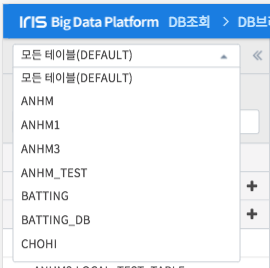 IRIS Big Data Platform DB조회 > DB브
모든 테이블(DEFAULT)
모든 테이블(DEFAULT)
ANHM
ANHM1
ANHM3
ANHM_TEST
BATTING
BATTING_DB
CHOHI